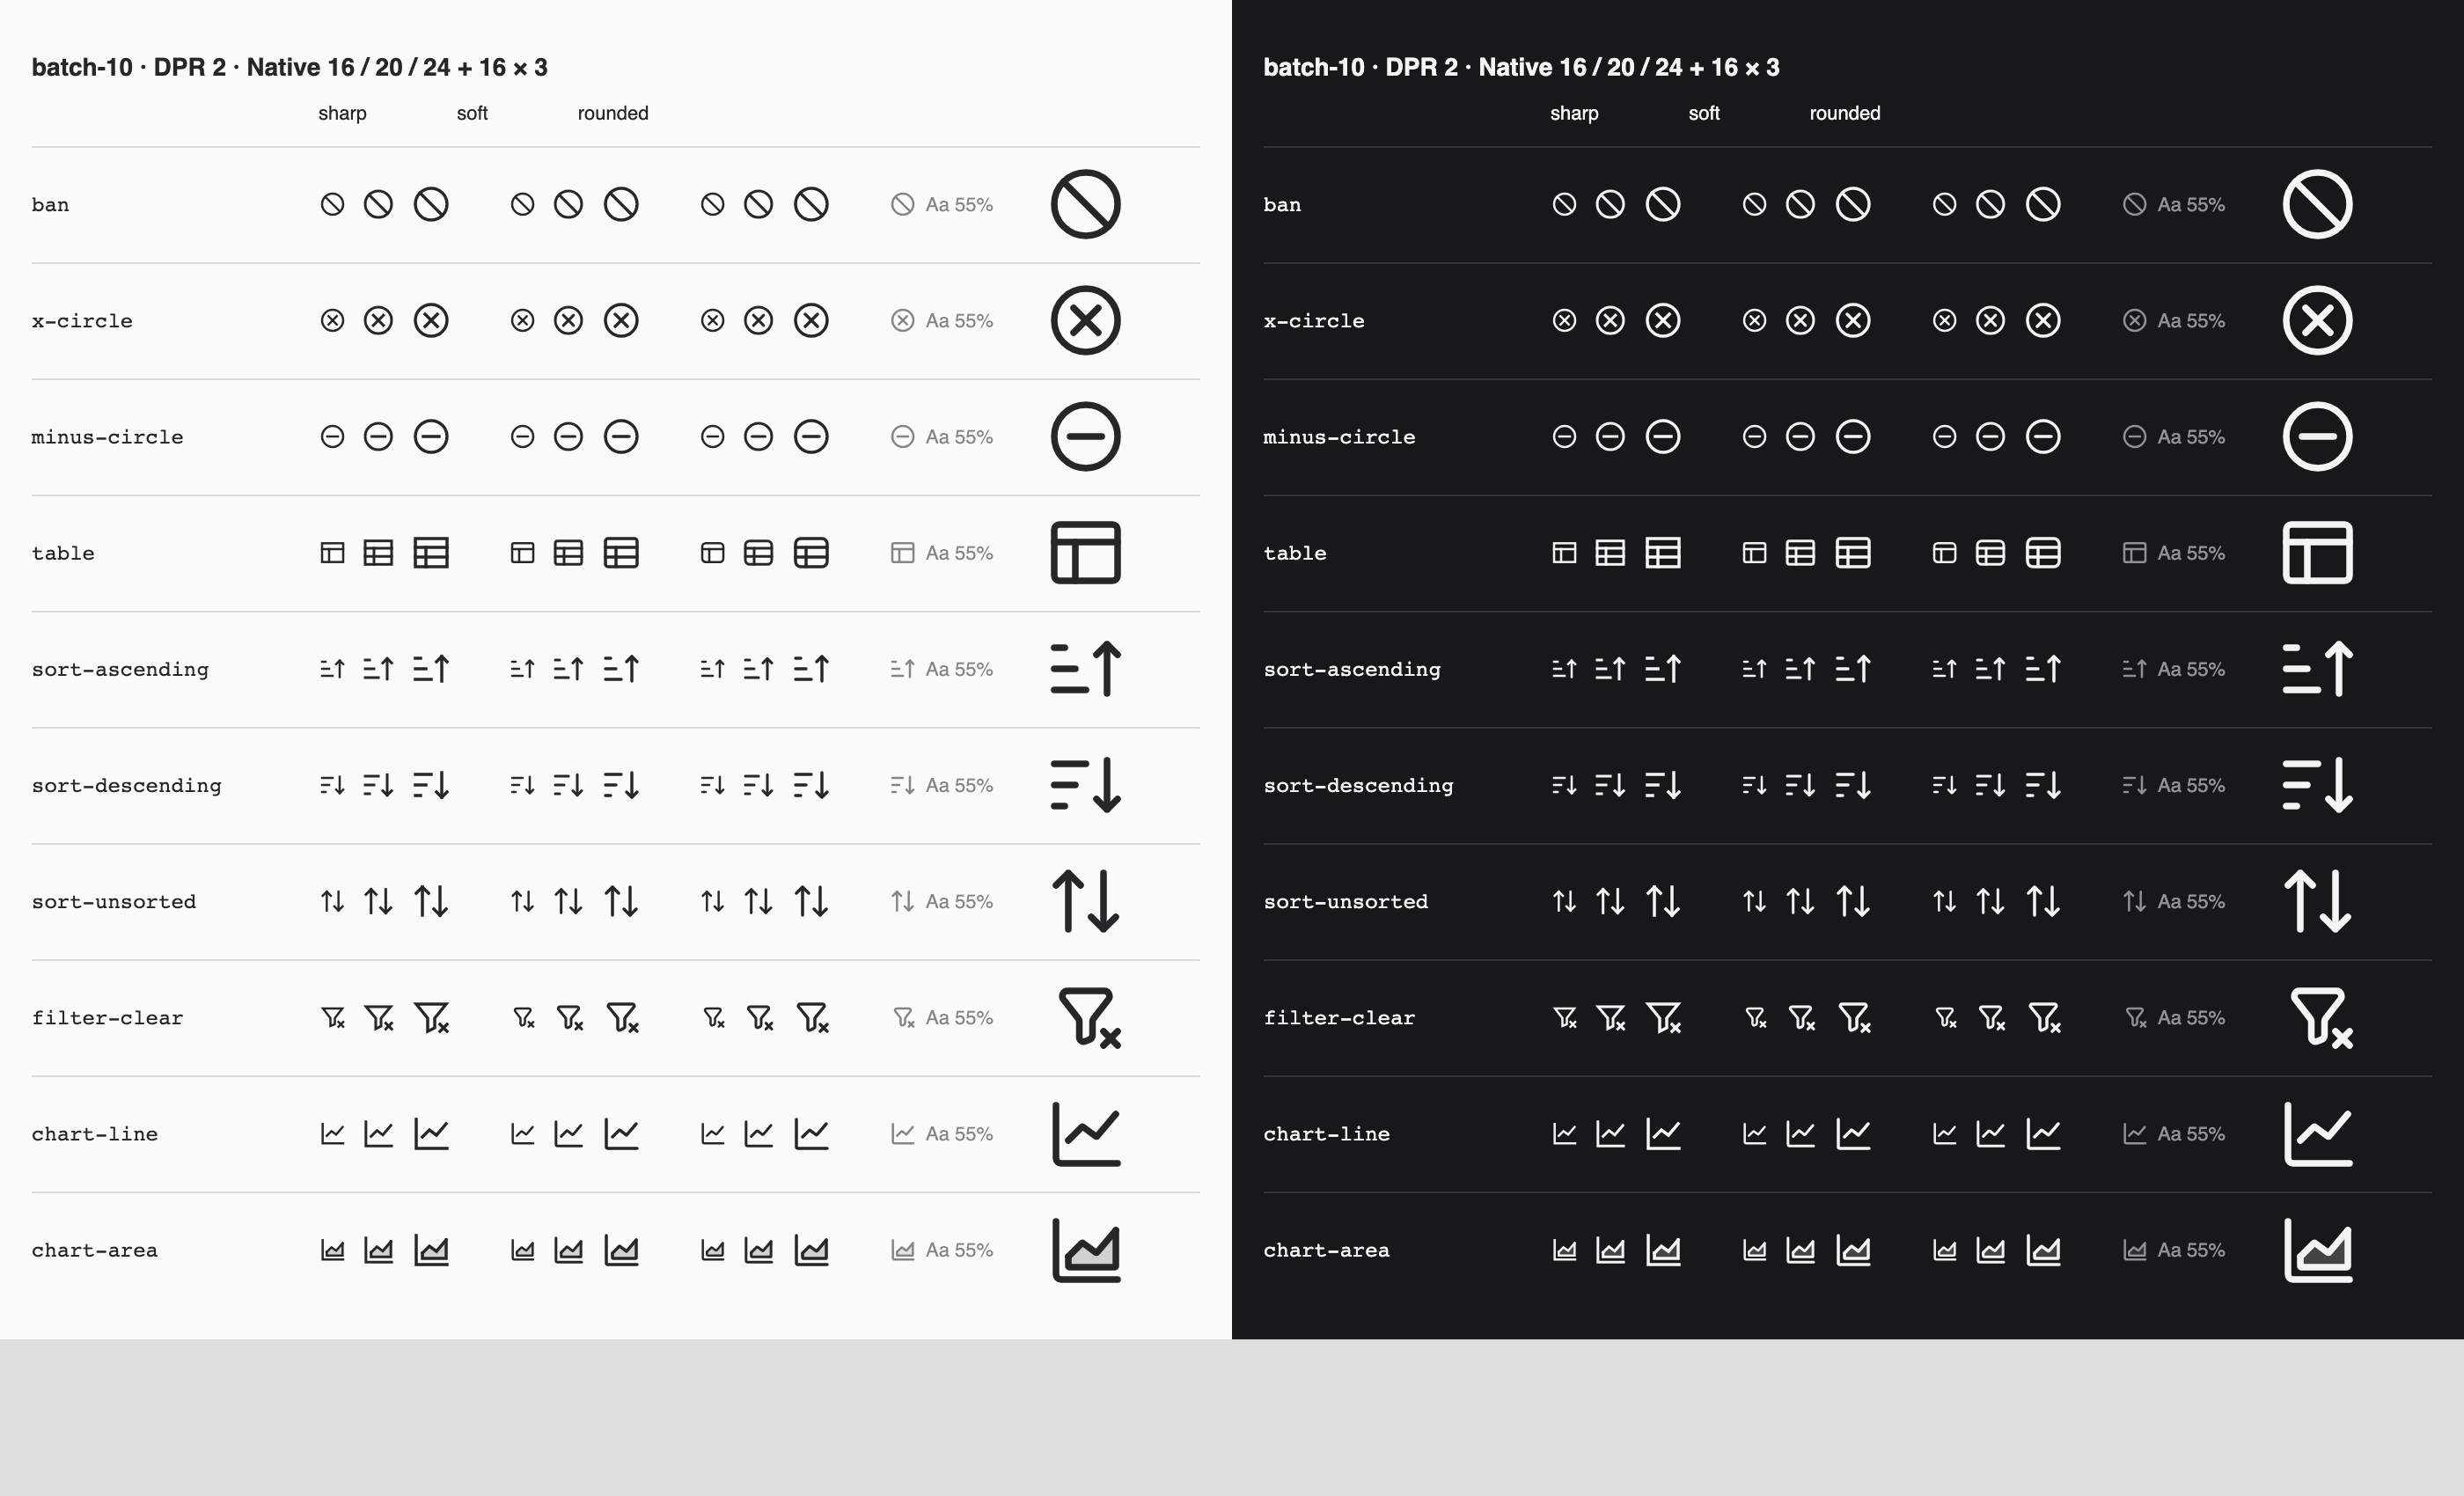 batch-10 · DPR 2 · Native 16 / 20 / 24 + 16 × 3
sharp soft rounded
ban Aa 55%
x-circle Aa 55%
minus-circle Aa 55%
table Aa 55%
sort-ascending Aa 55%
sort-descending Aa 55%
sort-unsorted Aa 55%
filter-clear Aa 55%
chart-line Aa 55%
chart-area Aa 55%
batch-10 · DPR 2 · Native 16 / 20 / 24 + 16 × 3
sharp soft rounded
ban Aa 55%
x-circle Aa 55%
minus-circle Aa 55%
table Aa 55%
sort-ascending Aa 55%
sort-descending Aa 55%
sort-unsorted Aa 55%
filter-clear Aa 55%
chart-line Aa 55%
chart-area Aa 55%